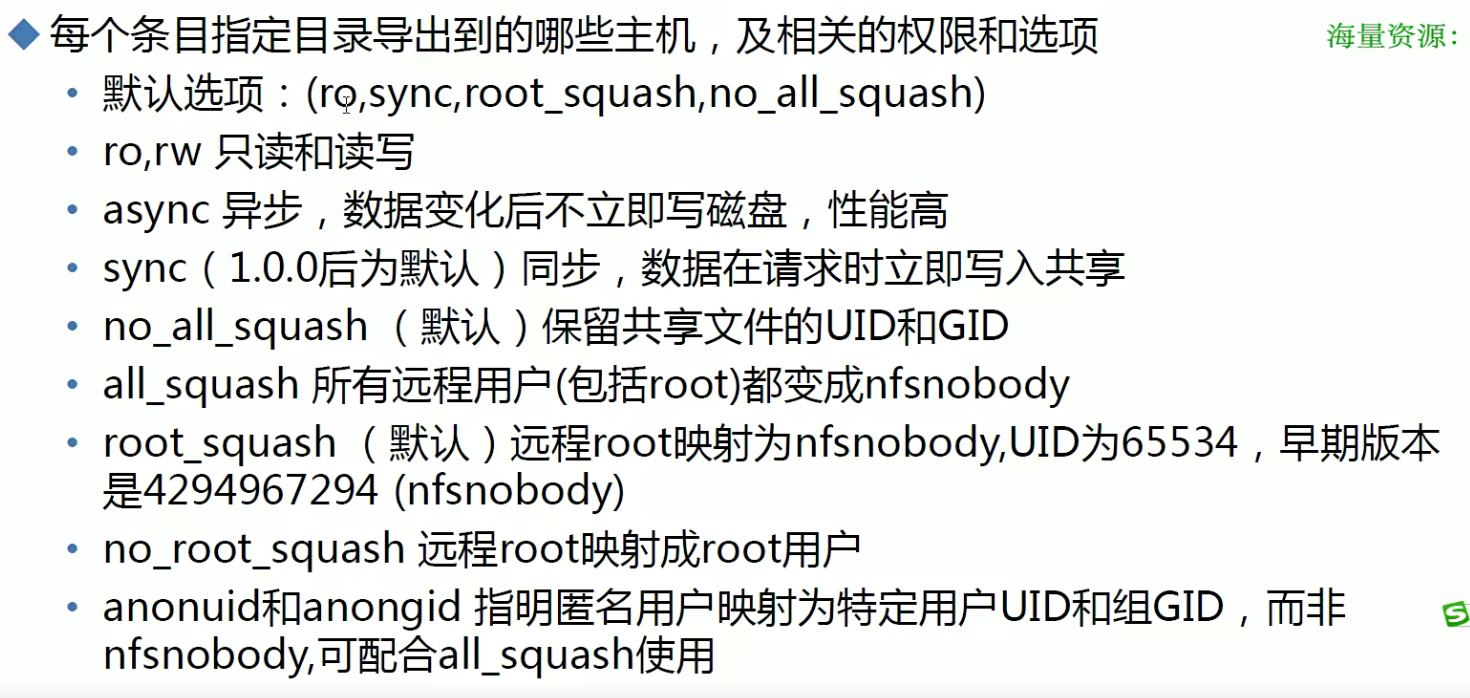 每个条目指定目录导出到的哪些主机，及相关的权限和选项
海量资源：
默认选项：(ro,sync,root_squash,no_all_squash)
ro,rw 只读和读写
async 异步，数据变化后不立即写磁盘，性能高
sync（1.0.0后为默认）同步，数据在请求时立即写入共享
no_all_squash （默认）保留共享文件的UID和GID
all_squash 所有远程用户(包括root)都变成nfsnobody
root_squash （默认）远程root映射为nfsnobody,UID为65534，早期版本
是4294967294 (nfsnobody)
no_root_squash 远程root映射成root用户
anonuid和anongid 指明匿名用户映射为特定用户UID和组GID，而非
nfsnobody,可配合all_squash使用